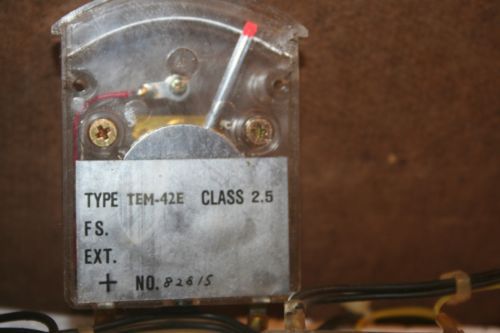 TYPE TEM-42E CLASS 2.5
FS.
EXT.
+ NO. 82615